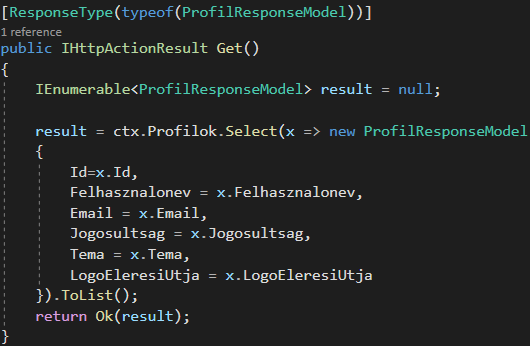 [ResponseType(typeof(ProfilResponseModel))]
1 reference
public IHttpActionResult Get()
{
IEnumerable<ProfilResponseModel> result = null;
result = ctx.Profilok.Select(x => new ProfilResponseModel
{
Id=x.Id,
Felhasznalonev = x.Felhasznalonev,
Email = x.Email,
Jogosultsag = x.Jogosultsag,
Tema = x.Tema,
LogoEleresiUtja = x.LogoEleresiUtja
}).ToList();
return Ok(result);
}